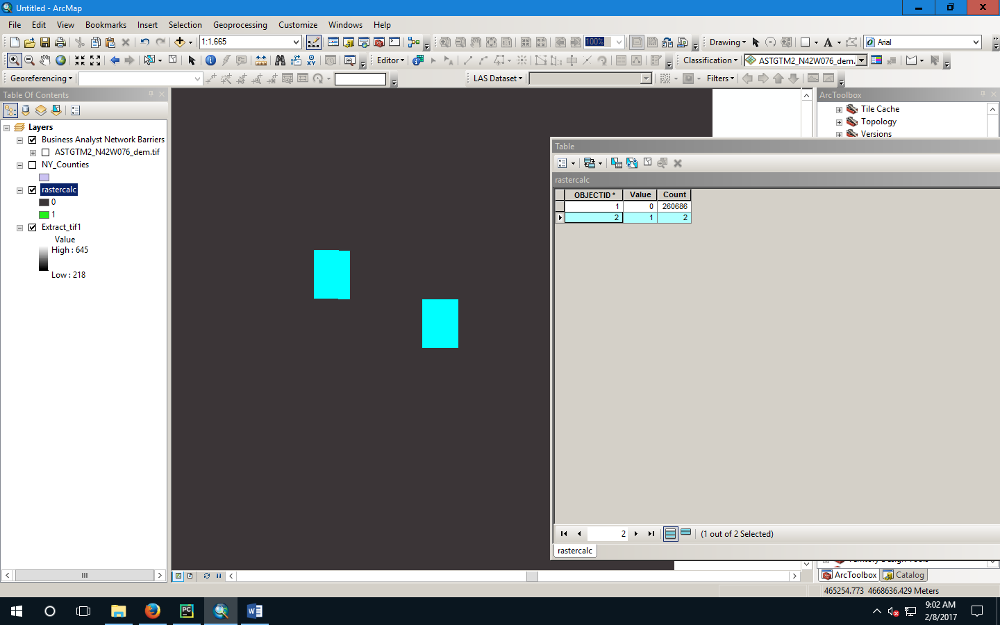 Untitled - ArcMap
File Edit View Bookmarks Insert Selection Geoprocessing Customize Windows Help
1:1,665
100%
Drawing
A
Arial
Editor
Classification
ASTGTM2_N42W076_dem.
Georeferencing
LAS Dataset
Filters
Table Of Contents
Layers
Business Analyst Network Barriers
ASTGTM2_N42W076_dem.tif
NY_Counties
rastercalc
0
1
Extract_tif1
Value
High : 645
Low : 218
ArcToolbox
Tile Cache
Topology
Versions
Table
rastercalc
OBJECTID * Value Count
1 0 260686
2 1 2
2
(1 out of 2 Selected)
rastercalc
ArcToolbox
Catalog
465254.773 4668636.429 Meters
9:02 AM
2/8/2017